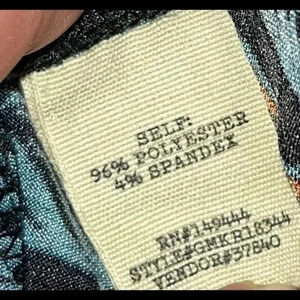 SELF:
96% POLYESTER
4% SPANDEX
RN#149444
STYLE#GMKR18344
VENDOR#37840